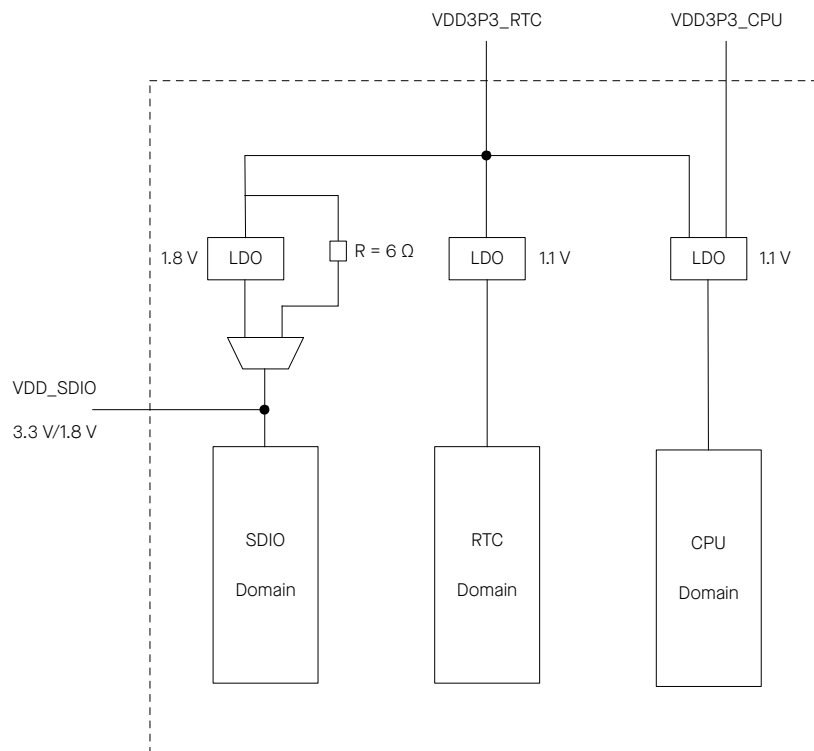 VDD3P3_RTC
VDD3P3_CPU
1.8 V
LDO
R = 6 Ω
LDO
1.1 V
LDO
1.1 V
VDD_SDIO
3.3 V/1.8 V
SDIO
Domain
RTC
Domain
CPU
Domain